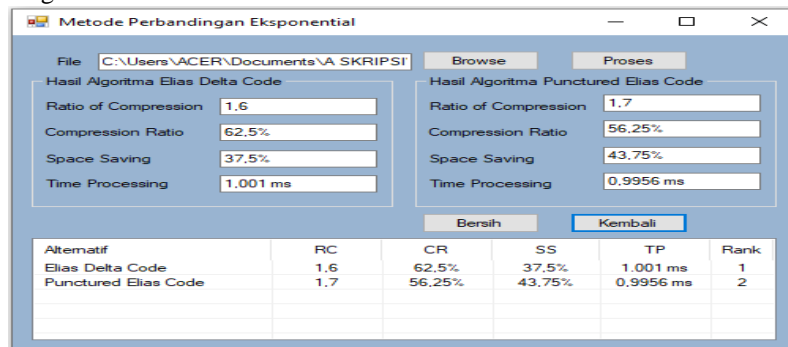 Metode Perbandingan Eksponential
File C:\Users\ACER\Documents\A SKRIPSI Browse Proses
Hasil Algoritma Elias Delta Code
Ratio of Compression 1,6
Compression Ratio 62,5%
Space Saving 37,5%
Time Processing 1.001 ms
Hasil Algoritma Punctured Elias Code
Ratio of Compression 1,7
Compression Ratio 56,25%
Space Saving 43,75%
Time Processing 0,9956 ms
Bersih Kembali
Alternatif RC CR SS TP Rank
Elias Delta Code 1,6 62,5% 37,5% 1.001 ms 1
Punctured Elias Code 1,7 56,25% 43,75% 0,9956 ms 2